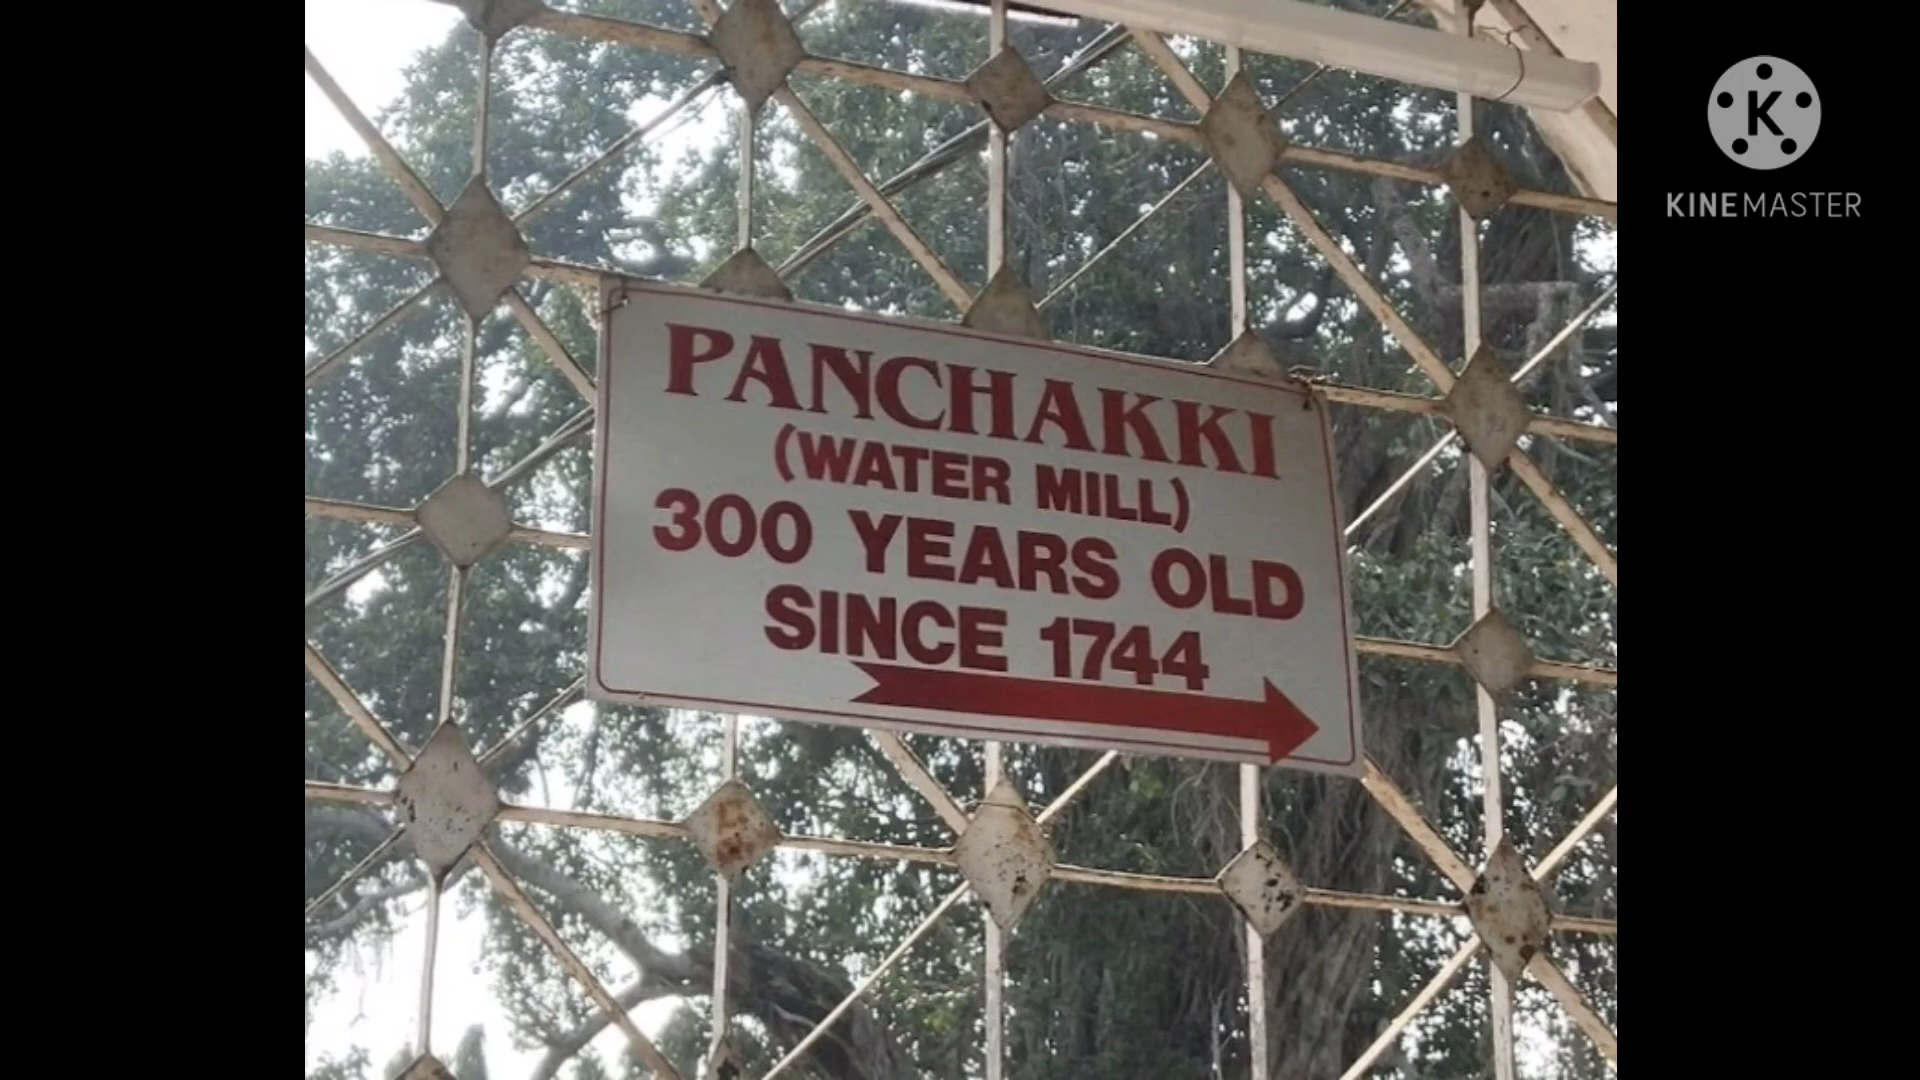 PANCHAKKI
(WATER MILL)
300 YEARS OLD
SINCE 1744
K
KINEMASTER